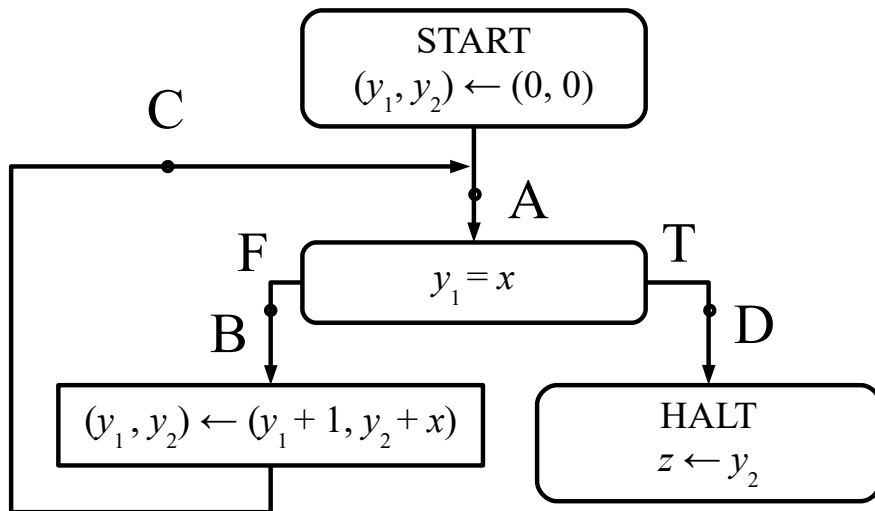 START
(y₁, y₂) ← (0, 0)
C
A
F
T
y₁ = x
B
D
(y₁, y₂) ← (y₁ + 1, y₂ + x)
HALT
z ← y₂